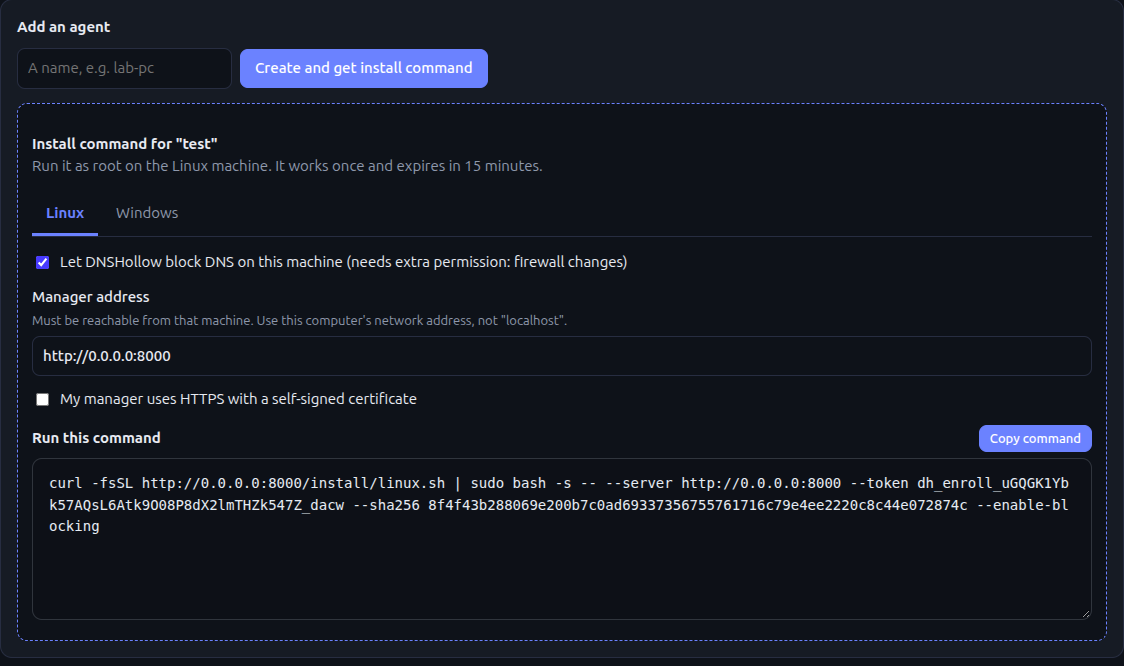 Add an agent
A name, e.g. lab-pc
Create and get install command
Install command for "test"
Run it as root on the Linux machine. It works once and expires in 15 minutes.
Linux
Windows
Let DNSHollow block DNS on this machine (needs extra permission: firewall changes)
Manager address
Must be reachable from that machine. Use this computer's network address, not "localhost".
http://0.0.0.0:8000
My manager uses HTTPS with a self-signed certificate
Run this command
Copy command
curl -fsSL http://0.0.0.0:8000/install/linux.sh | sudo bash -s -- --server http://0.0.0.0:8000 --token dh_enroll_uGQGK1Yb
k57AQsL6Atk9O08P8dX2lmTHZk547Z_dacw --sha256 8f4f43b288069e200b7c0ad69337356755761716c79e4ee2220c8c44e072874c --enable-bl
ocking